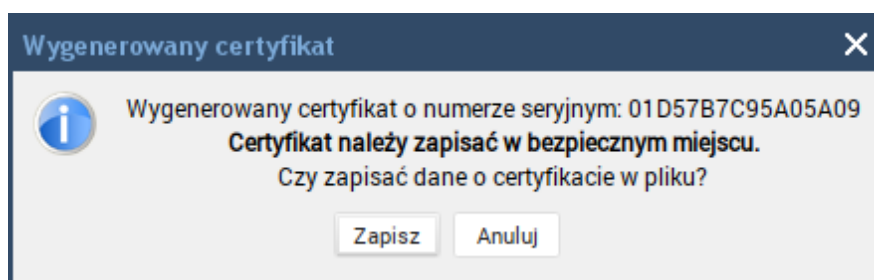 Wygenerowany certyfikat
Wygenerowany certyfikat o numerze seryjnym: 01D57B7C95A05A09
Certyfikat należy zapisać w bezpiecznym miejscu.
Czy zapisać dane o certyfikacie w pliku?
Zapisz
Anuluj